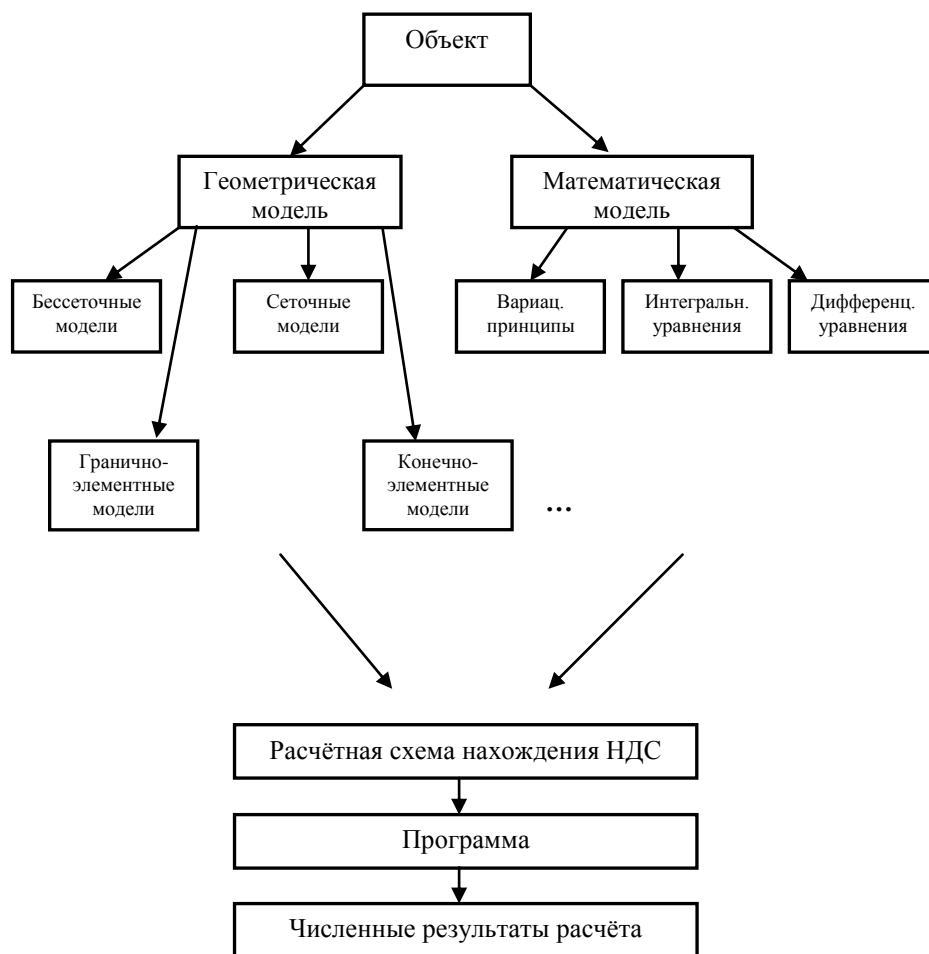 Объект
Геометрическая
модель
Математическая
модель
Бессеточные
модели
Сеточные
модели
Вариац.
принципы
Интегральн.
уравнения
Дифференц.
уравнения
Гранично-
элементные
модели
Конечно-
элементные
модели
...
Расчётная схема нахождения НДС
Программа
Численные результаты расчёта